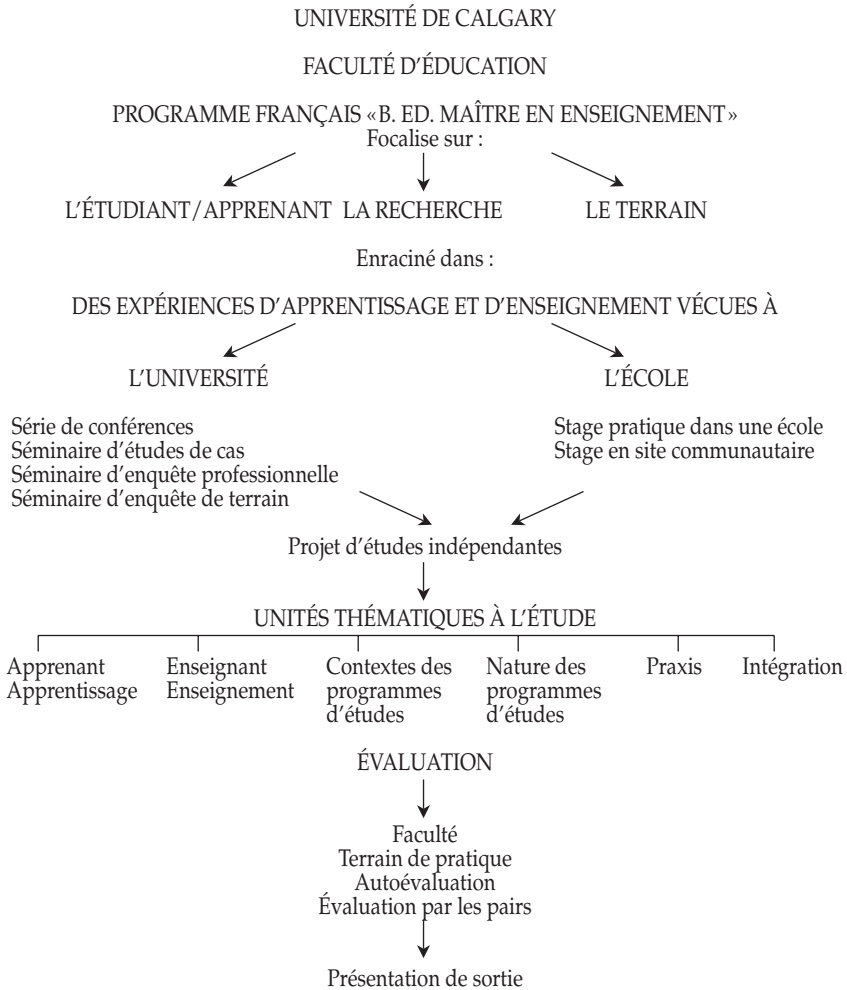 UNIVERSITÉ DE CALGARY
FACULTÉ D'ÉDUCATION
PROGRAMME FRANÇAIS «B. ED. MAÎTRE EN ENSEIGNEMENT»
Focalise sur :
L'ÉTUDIANT/APPRENANT LA RECHERCHE LE TERRAIN
Enraciné dans :
DES EXPÉRIENCES D'APPRENTISSAGE ET D'ENSEIGNEMENT VÉCUES À
L'UNIVERSITÉ
Série de conférences
Séminaire d'études de cas
Séminaire d'enquête professionnelle
Séminaire d'enquête de terrain
L'ÉCOLE
Stage pratique dans une école
Stage en site communautaire
Projet d'études indépendantes
UNITÉS THÉMATIQUES À L'ÉTUDE
Apprenant
Apprentissage
Enseignant
Enseignement
Contextes des
programmes
d'études
Nature des
programmes
d'études
Praxis
Intégration
ÉVALUATION
Faculté
Terrain de pratique
Autoévaluation
Évaluation par les pairs
Présentation de sortie